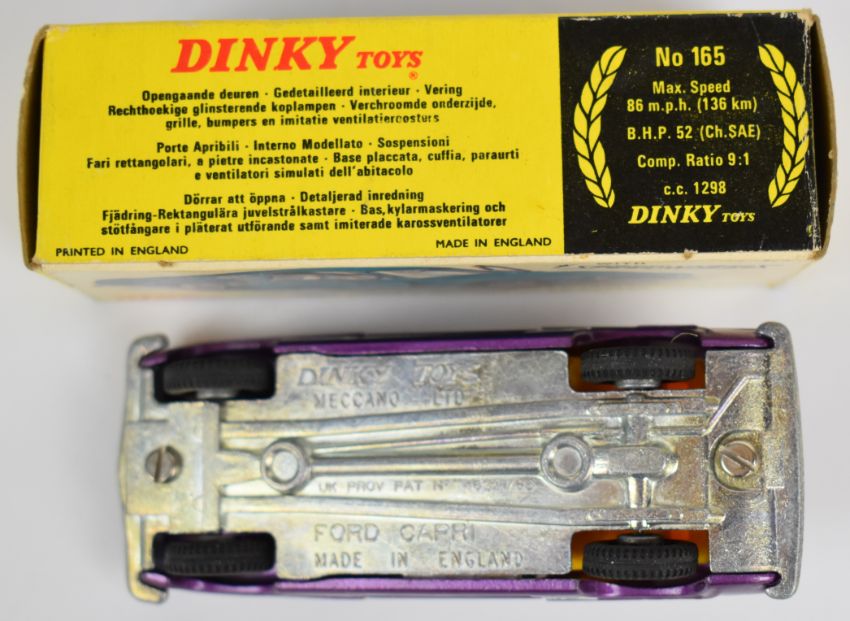 DINKY TOYS®
Opengaande deuren · Gedetailleerd interieur · Vering
Rechthoekige glinsterende koplampen · Verchroomde onderzijde,
grille, bumpers en imitatie ventilatieroosters
Porte Apribili · Interno Modellato · Sospensioni
Fari rettangolari, a pietre incastonate · Base placcata, cuffia, paraurti
e ventilatori simulati dell'abitacolo
Dörrar att öppna · Detaljerad inredning
Fjädring-Rektangulära juvelstrålkastare · Bas,kylarmaskering och
stötfångare i pläterat utförande samt imiterade karossventilatorer
PRINTED IN ENGLAND
MADE IN ENGLAND
No 165
Max. Speed
86 m.p.h. (136 km)
B.H.P. 52 (Ch.SAE)
Comp. Ratio 9:1
c.c. 1298
DINKY TOYS
DINKY TOYS
MECCANO LTD
UK PROV PAT Nº
FORD CAPRI
MADE IN ENGLAND